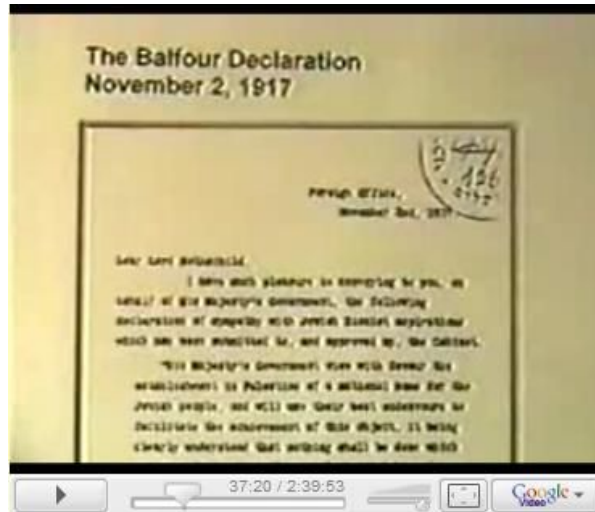 The Balfour Declaration
November 2, 1917
Foreign Office,
November 2nd, 1917
Dear Lord Rothschild
I have much pleasure in conveying to you, on
behalf of His Majesty's Government, the following
declaration of sympathy with Jewish Zionist aspirations
which has been submitted to, and approved by, the Cabinet.
"His Majesty's Government view with favour the
establishment in Palestine of a national home for the
Jewish people, and will use their best endeavours to
facilitate the achievement of this object, it being
clearly understood that nothing shall be done which
37:20 / 2:39:53
Google
Video